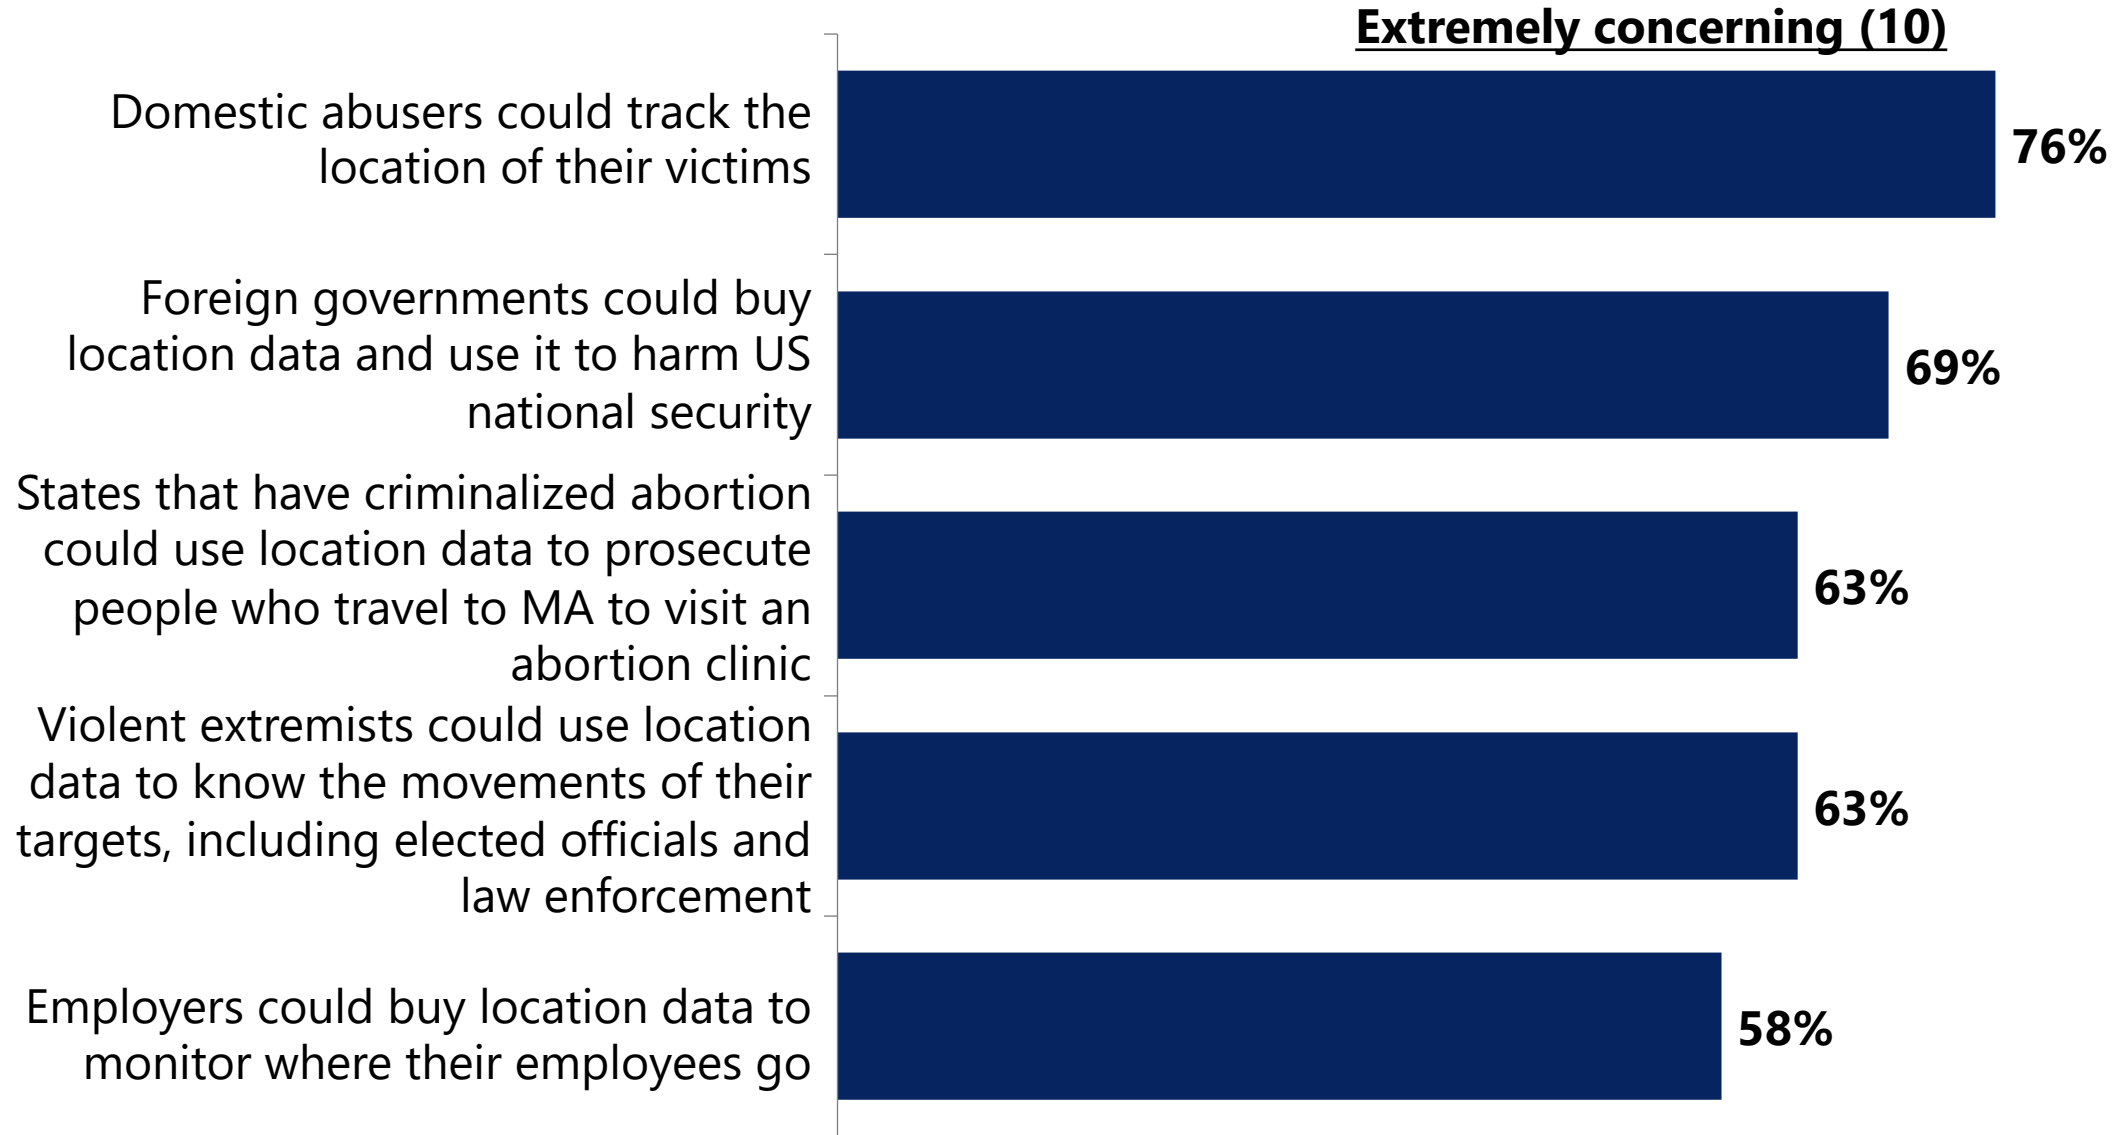 Extremely concerning (10)
Domestic abusers could track the
location of their victims
76%
Foreign governments could buy
location data and use it to harm US
national security
69%
States that have criminalized abortion
could use location data to prosecute
people who travel to MA to visit an
abortion clinic
63%
Violent extremists could use location
data to know the movements of their
targets, including elected officials and
law enforcement
63%
Employers could buy location data to
monitor where their employees go
58%